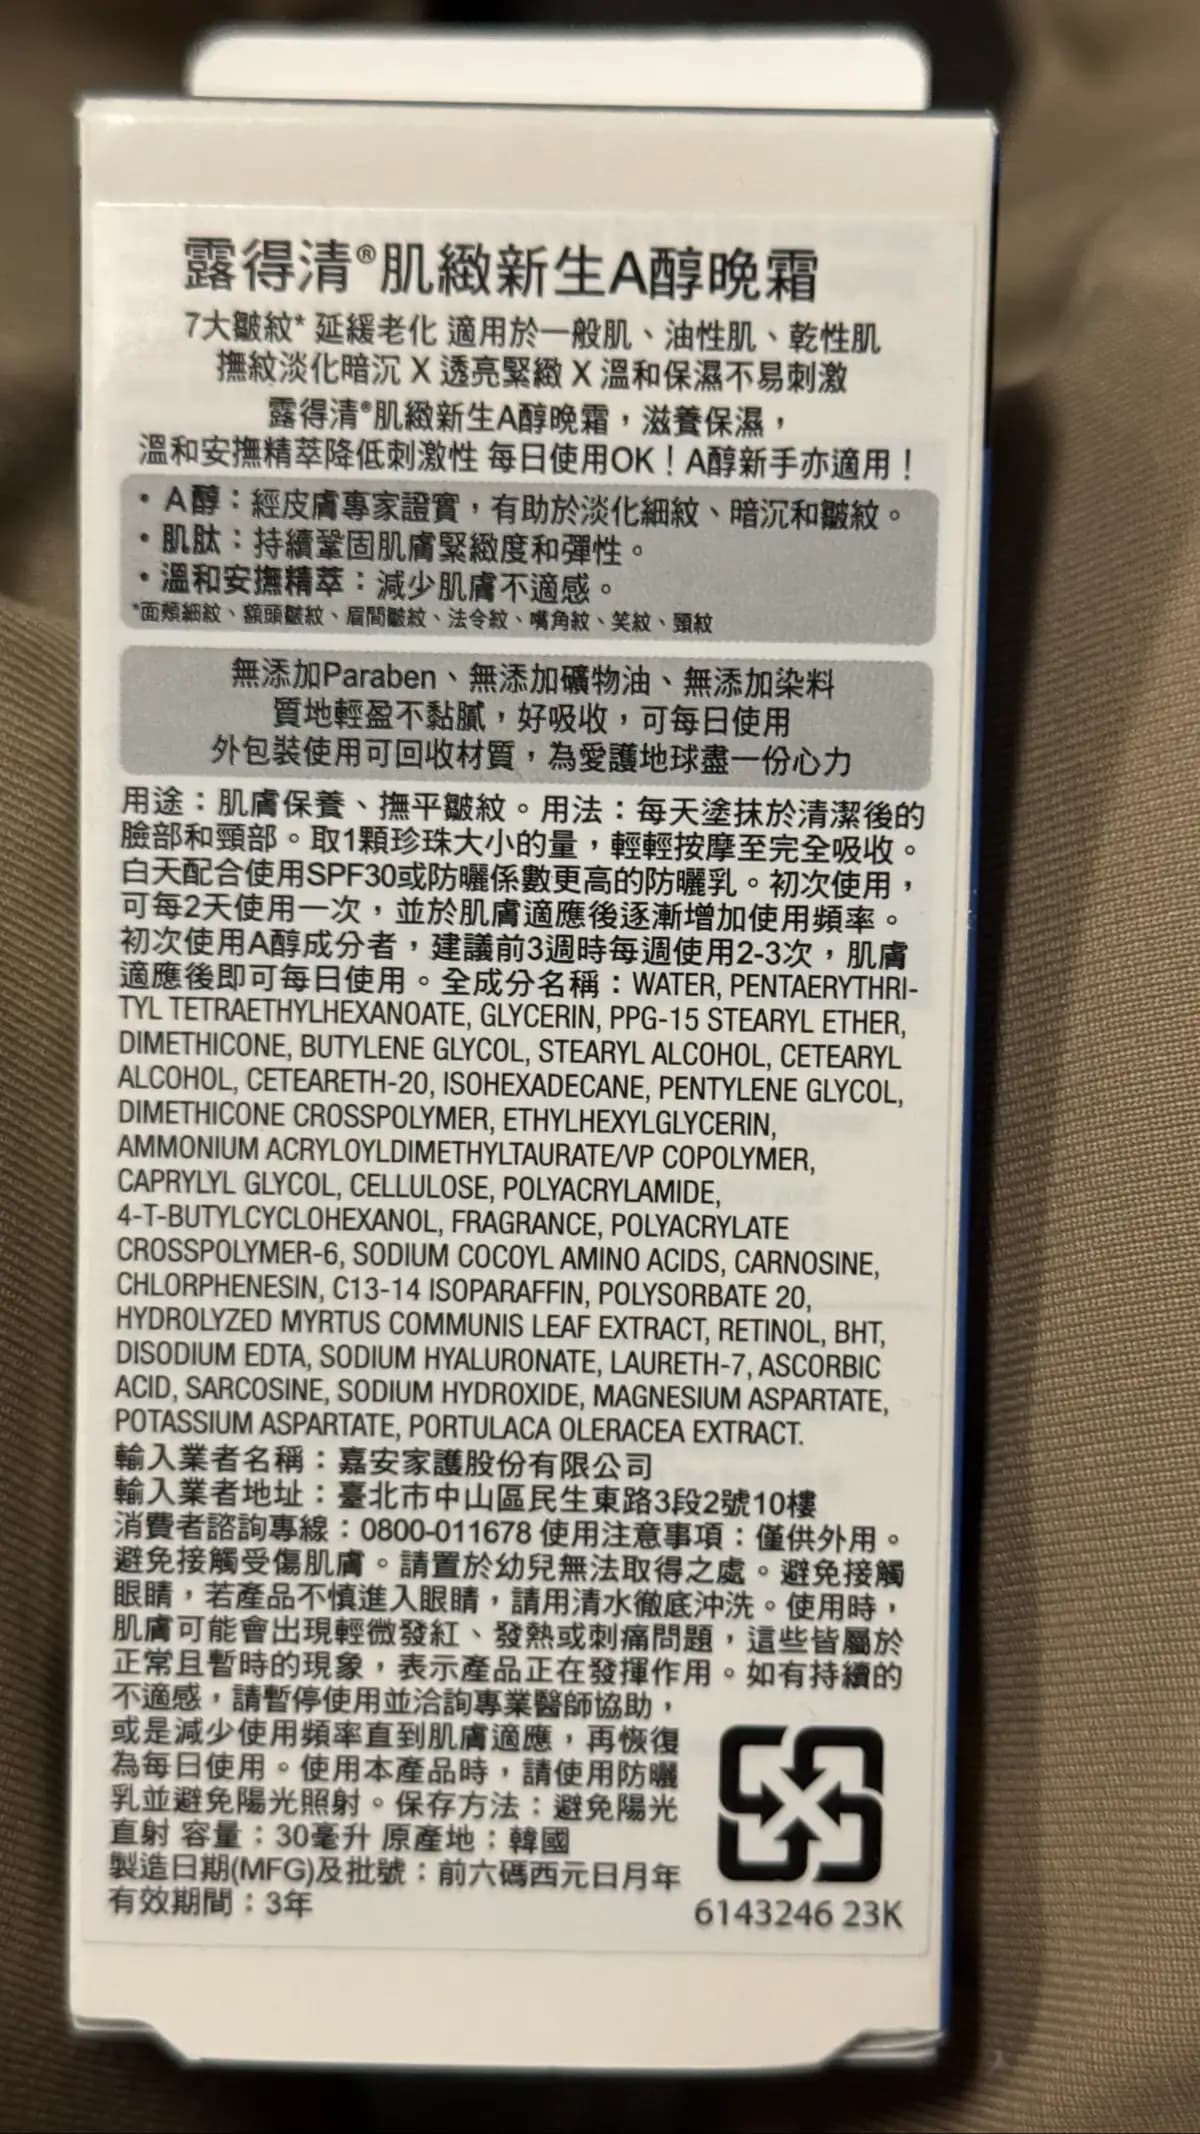 露得清®肌緻新生A醇晚霜
7大皺紋* 延緩老化 適用於一般肌、油性肌、乾性肌
撫紋淡化暗沉 X 透亮緊緻 X 溫和保濕不易刺激
露得清®肌緻新生A醇晚霜，滋養保濕，
溫和安撫精萃降低刺激性 每日使用OK！A醇新手亦適用！
・A醇：經皮膚專家證實，有助於淡化細紋、暗沉和皺紋。
・肌肽：持續鞏固肌膚緊緻度和彈性。
・溫和安撫精萃：減少肌膚不適感。
*面頰細紋、額頭皺紋、眉間皺紋、法令紋、嘴角紋、笑紋、頸紋
無添加Paraben、無添加礦物油、無添加染料
質地輕盈不黏膩，好吸收，可每日使用
外包裝使用可回收材質，為愛護地球盡一份心力
用途：肌膚保養、撫平皺紋。用法：每天塗抹於清潔後的
臉部和頸部。取1顆珍珠大小的量，輕輕按摩至完全吸收。
白天配合使用SPF30或防曬係數更高的防曬乳。初次使用，
可每2天使用一次，並於肌膚適應後逐漸增加使用頻率。
初次使用A醇成分者，建議前3週時每週使用2-3次，肌膚
適應後即可每日使用。全成分名稱：WATER, PENTAERYTHRI-
TYL TETRAETHYLHEXANOATE, GLYCERIN, PPG-15 STEARYL ETHER,
DIMETHICONE, BUTYLENE GLYCOL, STEARYL ALCOHOL, CETEARYL
ALCOHOL, CETEARETH-20, ISOHEXADECANE, PENTYLENE GLYCOL,
DIMETHICONE CROSSPOLYMER, ETHYLHEXYLGLYCERIN,
AMMONIUM ACRYLOYLDIMETHYLTAURATE/VP COPOLYMER,
CAPRYLYL GLYCOL, CELLULOSE, POLYACRYLAMIDE,
4-T-BUTYLCYCLOHEXANOL, FRAGRANCE, POLYACRYLATE
CROSSPOLYMER-6, SODIUM COCOYL AMINO ACIDS, CARNOSINE,
CHLORPHENESIN, C13-14 ISOPARAFFIN, POLYSORBATE 20,
HYDROLYZED MYRTUS COMMUNIS LEAF EXTRACT, RETINOL, BHT,
DISODIUM EDTA, SODIUM HYALURONATE, LAURETH-7, ASCORBIC
ACID, SARCOSINE, SODIUM HYDROXIDE, MAGNESIUM ASPARTATE,
POTASSIUM ASPARTATE, PORTULACA OLERACEA EXTRACT.
輸入業者名稱：嘉安家護股份有限公司
輸入業者地址：臺北市中山區民生東路3段2號10樓
消費者諮詢專線：0800-011678 使用注意事項：僅供外用。
避免接觸受傷肌膚。請置於幼兒無法取得之處。避免接觸
眼睛，若產品不慎進入眼睛，請用清水徹底沖洗。使用時，
肌膚可能會出現輕微發紅、發熱或刺痛問題，這些皆屬於
正常且暫時的現象，表示產品正在發揮作用。如有持續的
不適感，請暫停使用並洽詢專業醫師協助，
或是減少使用頻率直到肌膚適應，再恢復
為每日使用。使用本產品時，請使用防曬
乳並避免陽光照射。保存方法：避免陽光
直射 容量：30毫升 原產地：韓國
製造日期(MFG)及批號：前六碼西元日月年
有效期間：3年
6143246 23K